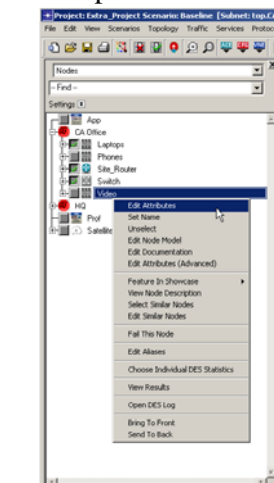 Project: Extra_Project Scenario: Baseline [Subnet: top.C
File Edit View Scenarios Topology Traffic Services Protoc
Nodes
-- Find --
Settings
App
CA Office
Laptops
Phones
Site_Router
Switch
Video
HQ
Prof
Satellite
Edit Attributes
Set Name
Unselect
Edit Node Model
Edit Documentation
Edit Attributes (Advanced)
Feature In Showcase
View Node Description
Select Similar Nodes
Edit Similar Nodes
Fail This Node
Edit Aliases
Choose Individual DES Statistics
View Results
Open DES Log
Bring To Front
Send To Back